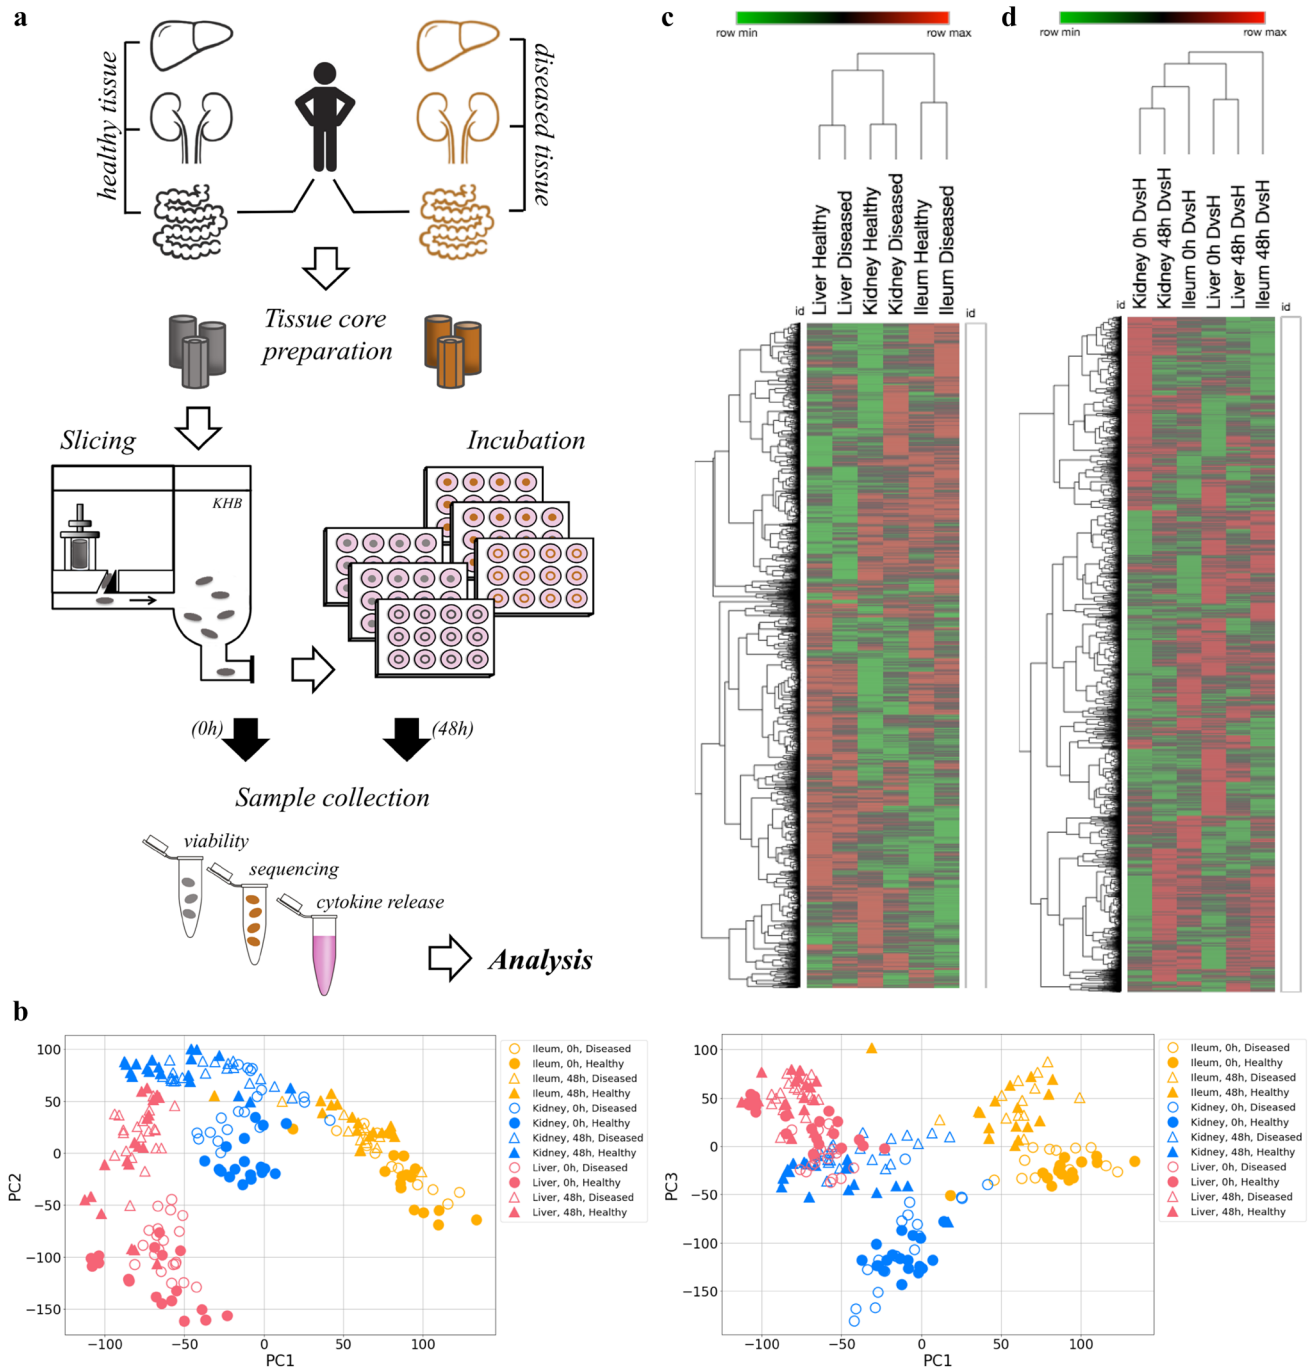 a
healthy tissue
diseased tissue
Tissue core
preparation
Slicing
Incubation
KHB
(0h)
(48h)
Sample collection
viability
sequencing
cytokine release
Analysis
c
row min
row max
Liver Healthy
Liver Diseased
Kidney Healthy
Kidney Diseased
Ileum Healthy
Ileum Diseased
id
id
d
row min
row max
Kidney 0h DvsH
Kidney 48h DvsH
Ileum 0h DvsH
Liver 0h DvsH
Liver 48h DvsH
Ileum 48h DvsH
id
id
b
PC2
100
50
0
−50
−100
−150
−100
−50
0
50
100
PC1
Ileum, 0h, Diseased
Ileum, 0h, Healthy
Ileum, 48h, Diseased
Ileum, 48h, Healthy
Kidney, 0h, Diseased
Kidney, 0h, Healthy
Kidney, 48h, Diseased
Kidney, 48h, Healthy
Liver, 0h, Diseased
Liver, 0h, Healthy
Liver, 48h, Diseased
Liver, 48h, Healthy
PC3
100
50
0
−50
−100
−150
−100
−50
0
50
100
PC1
Ileum, 0h, Diseased
Ileum, 0h, Healthy
Ileum, 48h, Diseased
Ileum, 48h, Healthy
Kidney, 0h, Diseased
Kidney, 0h, Healthy
Kidney, 48h, Diseased
Kidney, 48h, Healthy
Liver, 0h, Diseased
Liver, 0h, Healthy
Liver, 48h, Diseased
Liver, 48h, Healthy